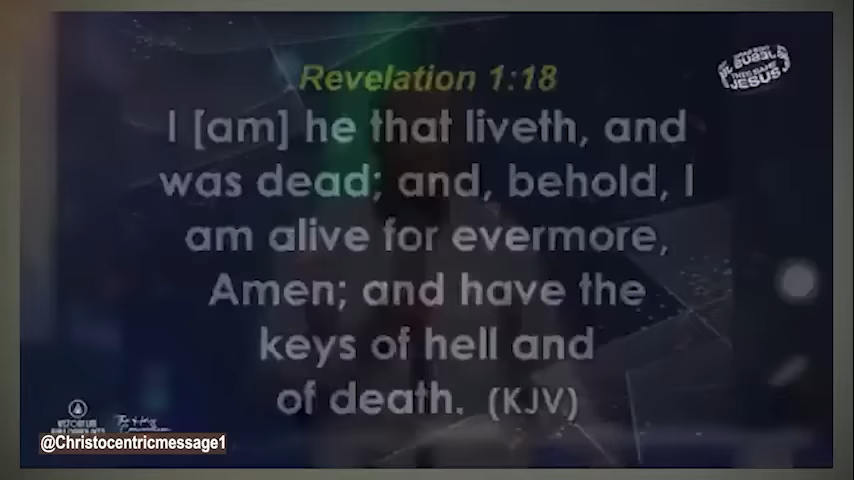 Revelation 1:18
I [am] he that liveth, and
was dead; and, behold, I
am alive for evermore,
Amen; and have the
keys of hell and
of death. (KJV)
JESUS
@Christocentricmessage1